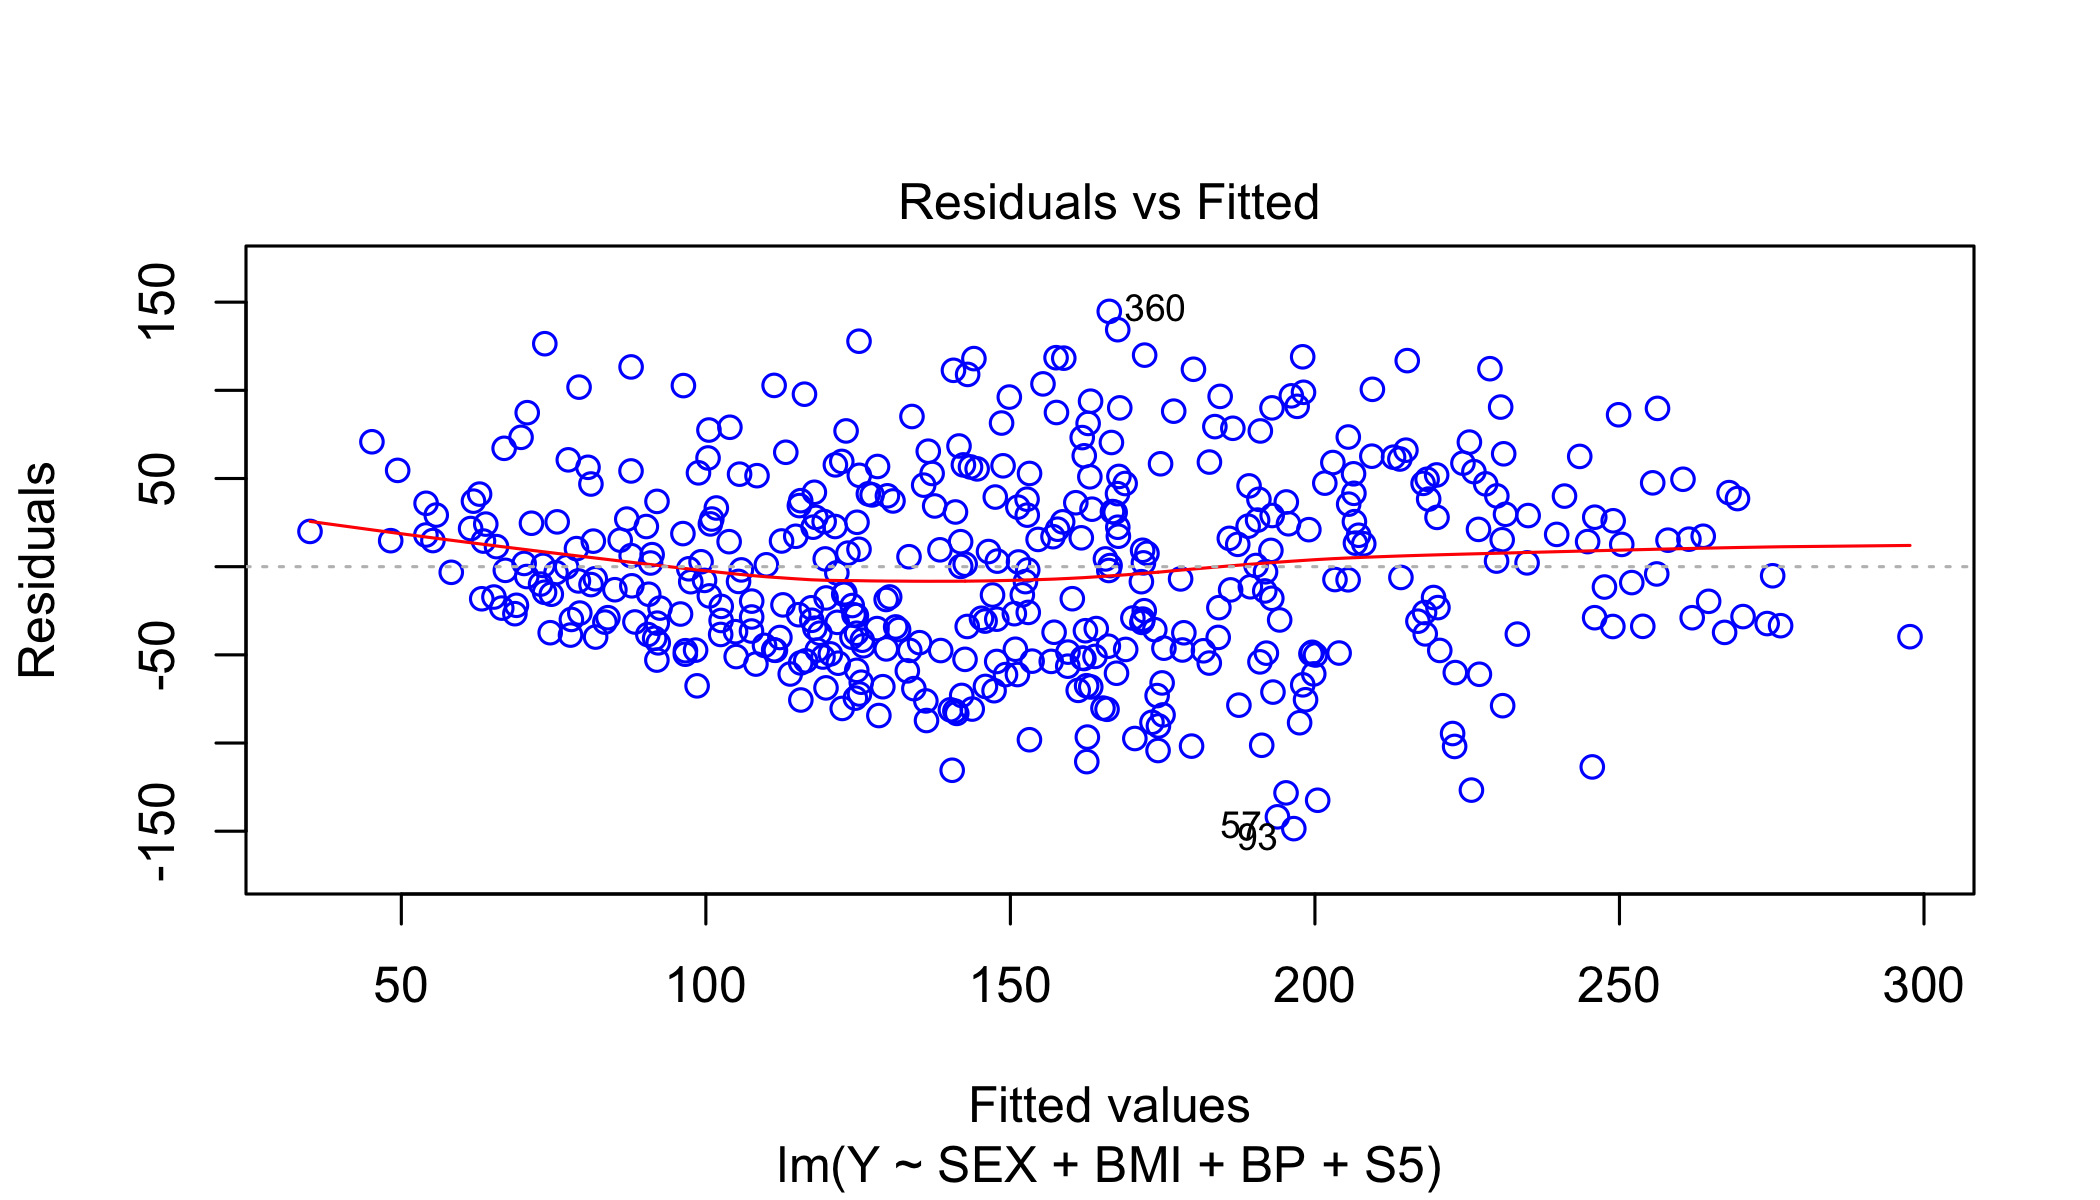 Residuals vs Fitted
Residuals
150
50
-50
-150
360
57
93
50 100 150 200 250 300
Fitted values
lm(Y ~ SEX + BMI + BP + S5)